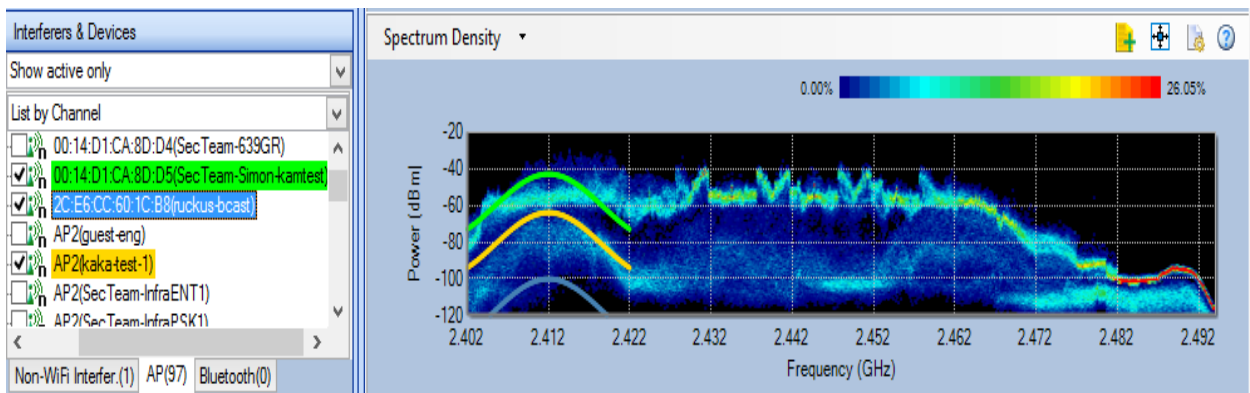 Interferers & Devices
Show active only
List by Channel
00:14:D1:CA:8D:D4(SecTeam-639GR)
00:14:D1:CA:8D:D5(SecTeam-Simon-kamtest)
2C:E6:CC:60:1C:B8(ruckus-bcast)
AP2(guest-eng)
AP2(kaka-test-1)
AP2(SecTeam-InfraENT1)
AP2(SecTeam-InfraPSK1)
Non-WiFi Interfer.(1) AP(97) Bluetooth(0)
Spectrum Density
0.00% 26.05%
Power (dBm)
-20
-40
-60
-80
-100
-120
2.402 2.412 2.422 2.432 2.442 2.452 2.462 2.472 2.482 2.492
Frequency (GHz)